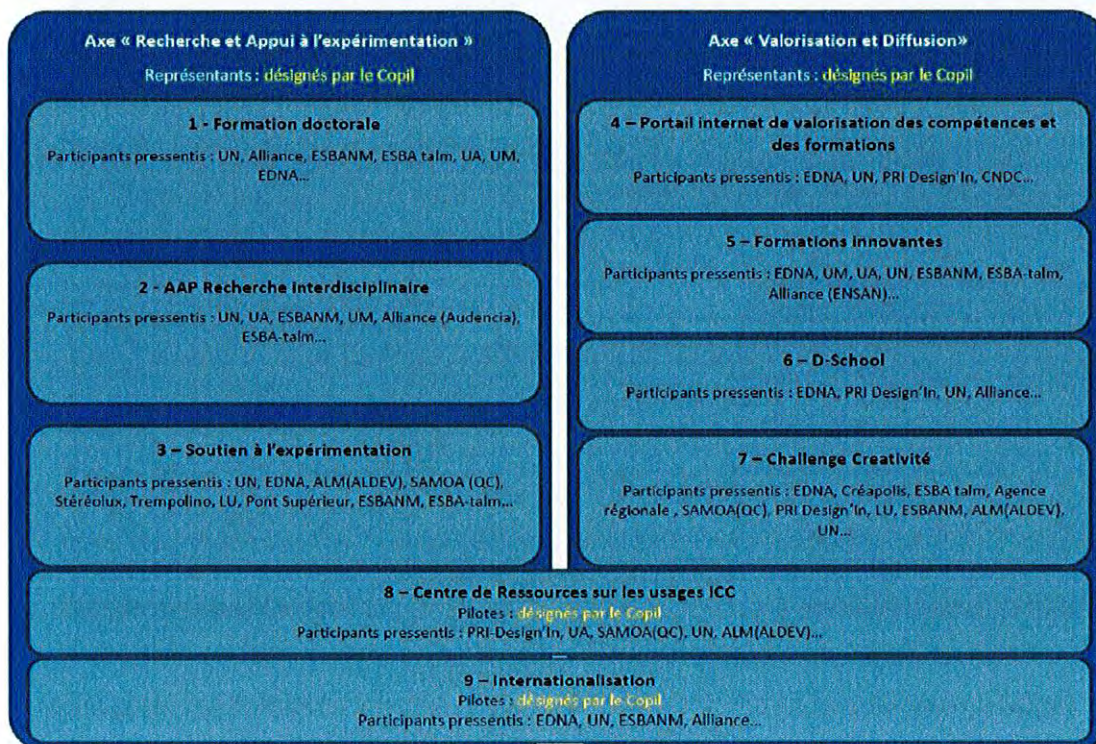 Axe « Recherche et Appui à l'expérimentation »
Représentants : désignés par le Copil
1 - Formation doctorale
Participants pressentis : UN, Alliance, ESBANM, ESBA talm, UA, UM,
EDNA...
2 - AAP Recherche Interdisciplinaire
Participants pressentis : UN, UA, ESBANM, UM, Alliance (Audencia),
ESBA-talm...
3 – Soutien à l'expérimentation
Participants pressentis : UN, EDNA, ALM(ALDEV), SAMOA (QC),
Stéréolux, Trempolino, LU, Pont Supérieur, ESBANM, ESBA-talm...
Axe « Valorisation et Diffusion»
Représentants : désignés par le Copil
4 – Portail internet de valorisation des compétences et
des formations
Participants pressentis : EDNA, UN, PRI Design'In, CNDC...
5 – Formations innovantes
Participants pressentis : EDNA, UM, UA, UN, ESBANM, ESBA-talm,
Alliance (ENSAN)...
6 – D-School
Participants pressentis : EDNA, PRI Design'In, UN, Alliance...
7 – Challenge Creativité
Participants pressentis : EDNA, Créapolis, ESBA talm, Agence
régionale , SAMOA(QC), PRI Design'In, LU, ESBANM, ALM(ALDEV),
UN...
8 – Centre de Ressources sur les usages ICC
Pilotes : désignés par le Copil
Participants pressentis : PRI-Design'In, UA, SAMOA(QC), UN, ALM(ALDEV)...
9 – Internationalisation
Pilotes : désignés par le Copil
Participants pressentis : EDNA, UN, ESBANM, Alliance...